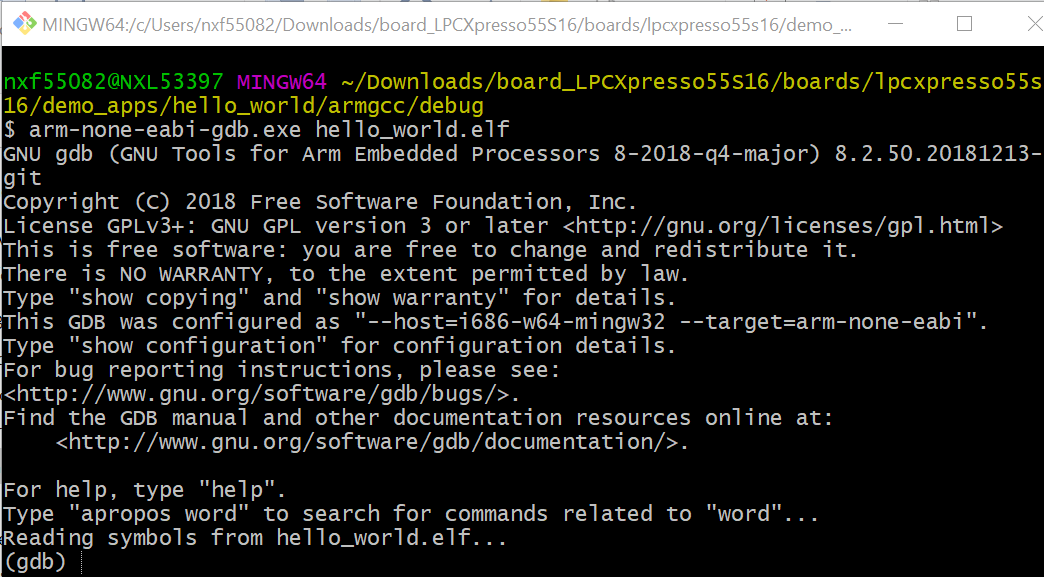 MINGW64:/c/Users/nxf55082/Downloads/board_LPCXpresso55S16/boards/lpcxpresso55s16/demo_...
nxf55082@NXL53397 MINGW64 ~/Downloads/board_LPCXpresso55S16/boards/lpcxpresso55s
16/demo_apps/hello_world/armgcc/debug
$ arm-none-eabi-gdb.exe hello_world.elf
GNU gdb (GNU Tools for Arm Embedded Processors 8-2018-q4-major) 8.2.50.20181213-
git
Copyright (C) 2018 Free Software Foundation, Inc.
License GPLv3+: GNU GPL version 3 or later <http://gnu.org/licenses/gpl.html>
This is free software: you are free to change and redistribute it.
There is NO WARRANTY, to the extent permitted by law.
Type "show copying" and "show warranty" for details.
This GDB was configured as "--host=i686-w64-mingw32 --target=arm-none-eabi".
Type "show configuration" for configuration details.
For bug reporting instructions, please see:
<http://www.gnu.org/software/gdb/bugs/>.
Find the GDB manual and other documentation resources online at:
    <http://www.gnu.org/software/gdb/documentation/>.

For help, type "help".
Type "apropos word" to search for commands related to "word"...
Reading symbols from hello_world.elf...
(gdb)